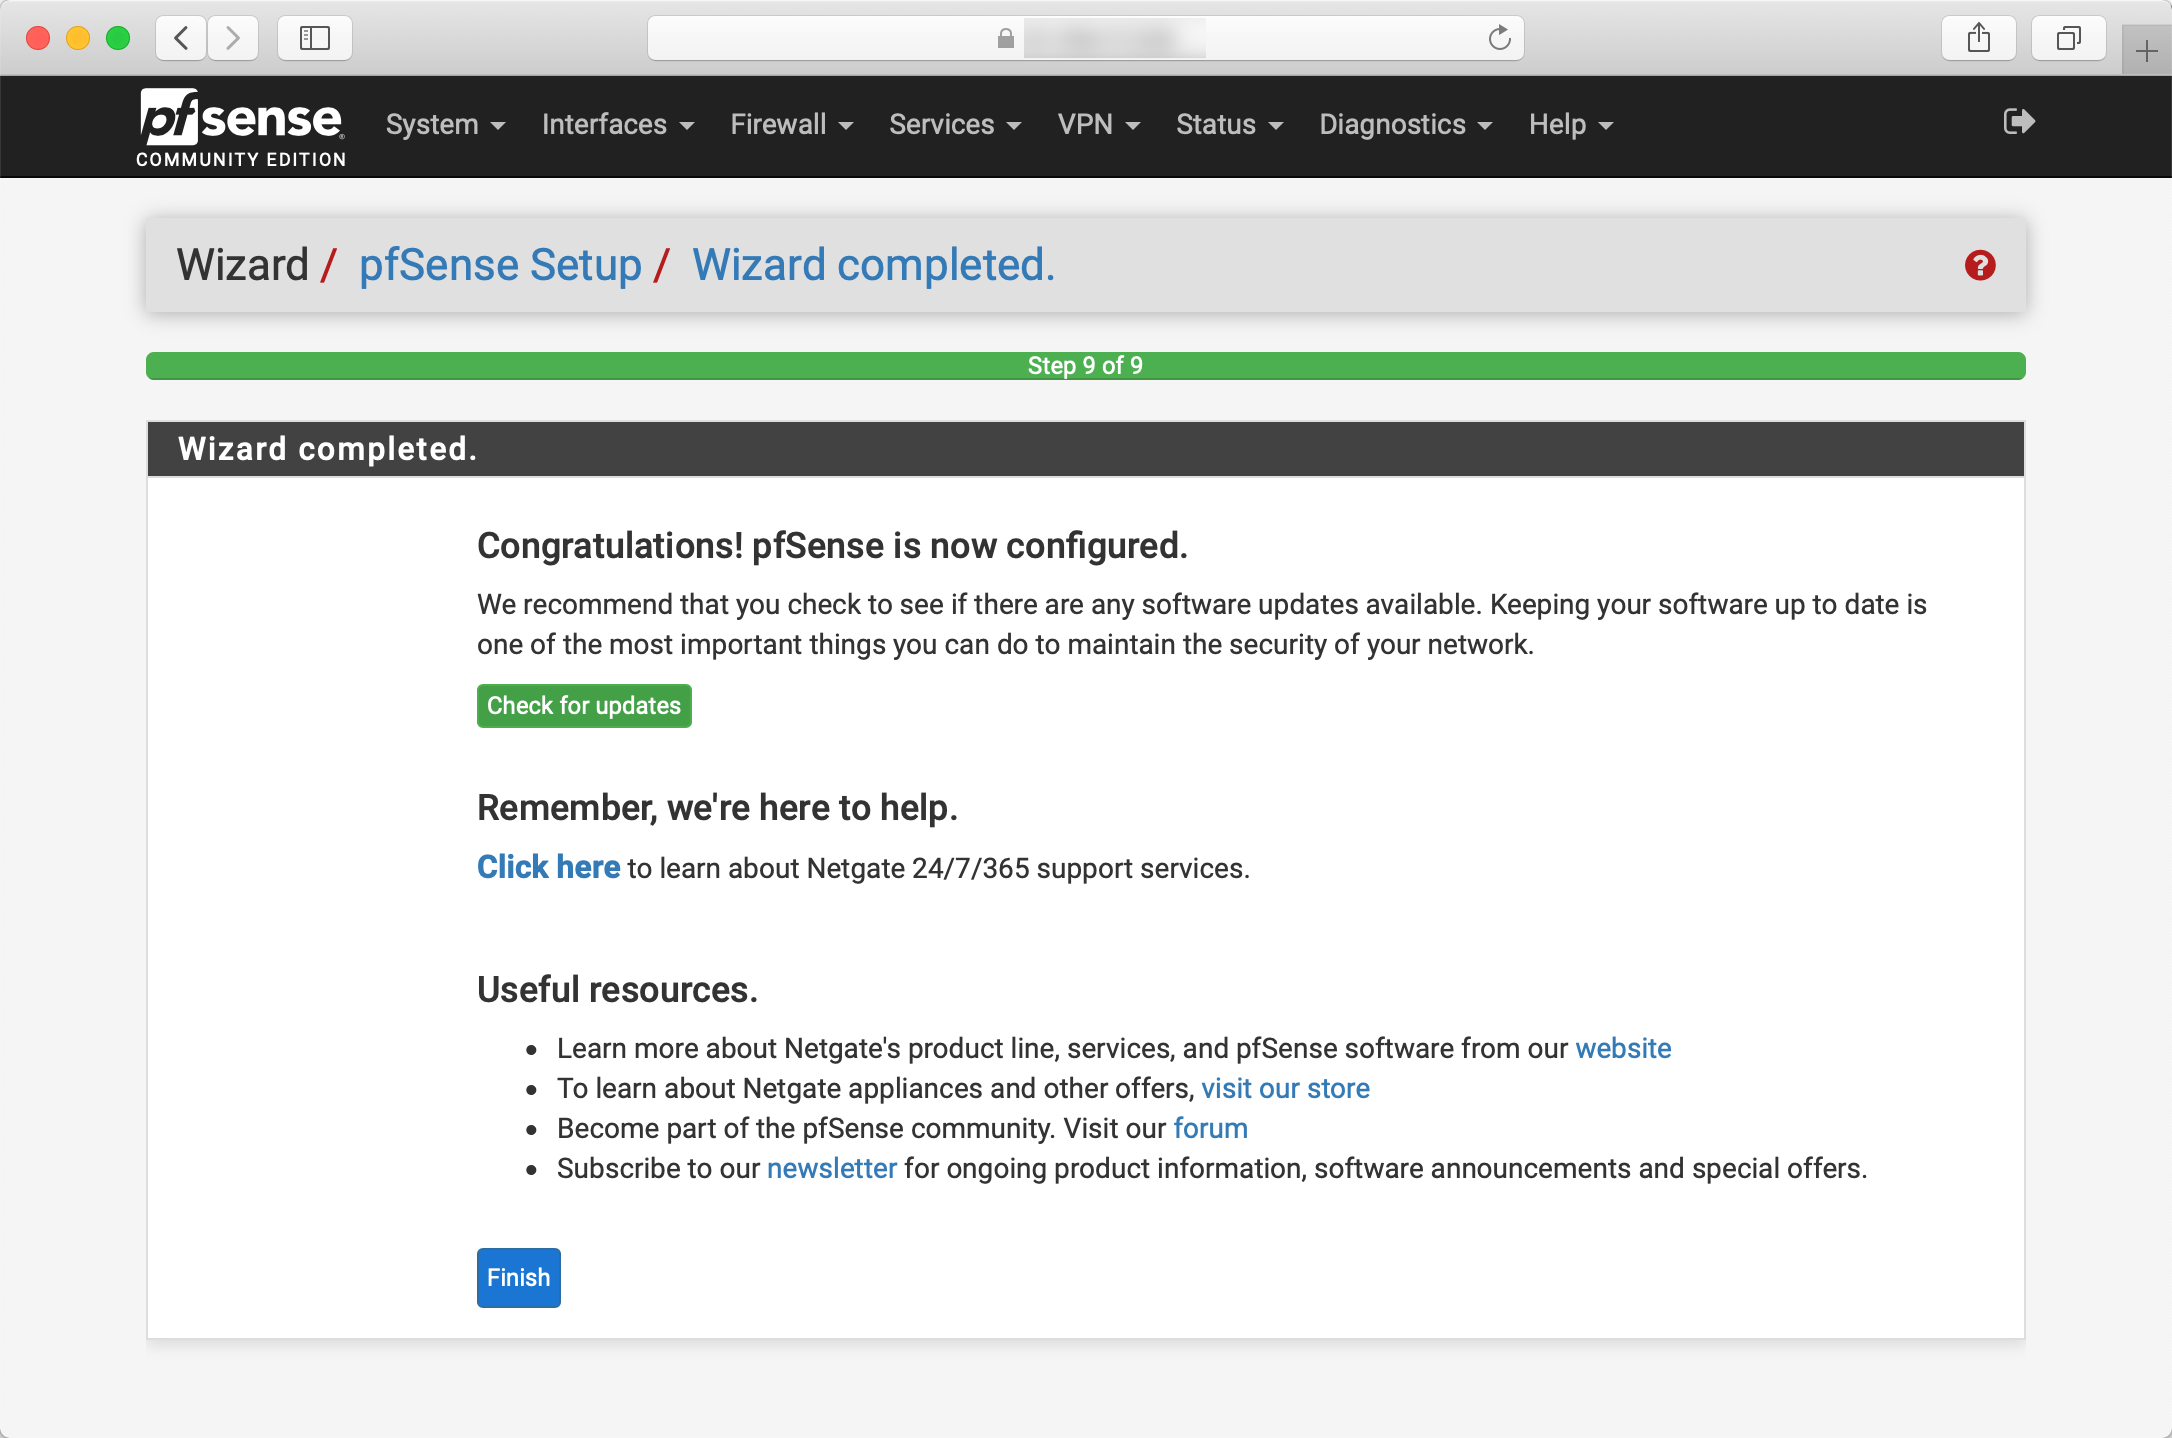 pfsense
COMMUNITY EDITION
System
Interfaces
Firewall
Services
VPN
Status
Diagnostics
Help
Wizard / pfSense Setup / Wizard completed.
Step 9 of 9
Wizard completed.
Congratulations! pfSense is now configured.
We recommend that you check to see if there are any software updates available. Keeping your software up to date is
one of the most important things you can do to maintain the security of your network.
Check for updates
Remember, we're here to help.
Click here to learn about Netgate 24/7/365 support services.
Useful resources.
• Learn more about Netgate's product line, services, and pfSense software from our website
• To learn about Netgate appliances and other offers, visit our store
• Become part of the pfSense community. Visit our forum
• Subscribe to our newsletter for ongoing product information, software announcements and special offers.
Finish